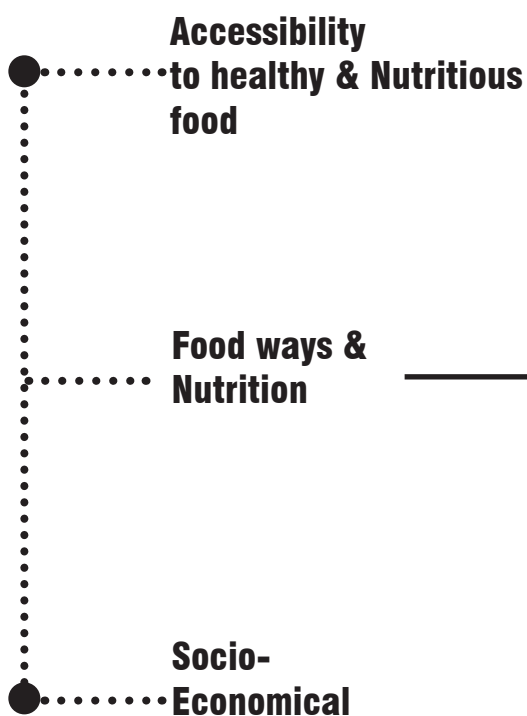 Accessibility
to healthy & Nutritious
food
Food ways &
Nutrition
Socio-
Economical